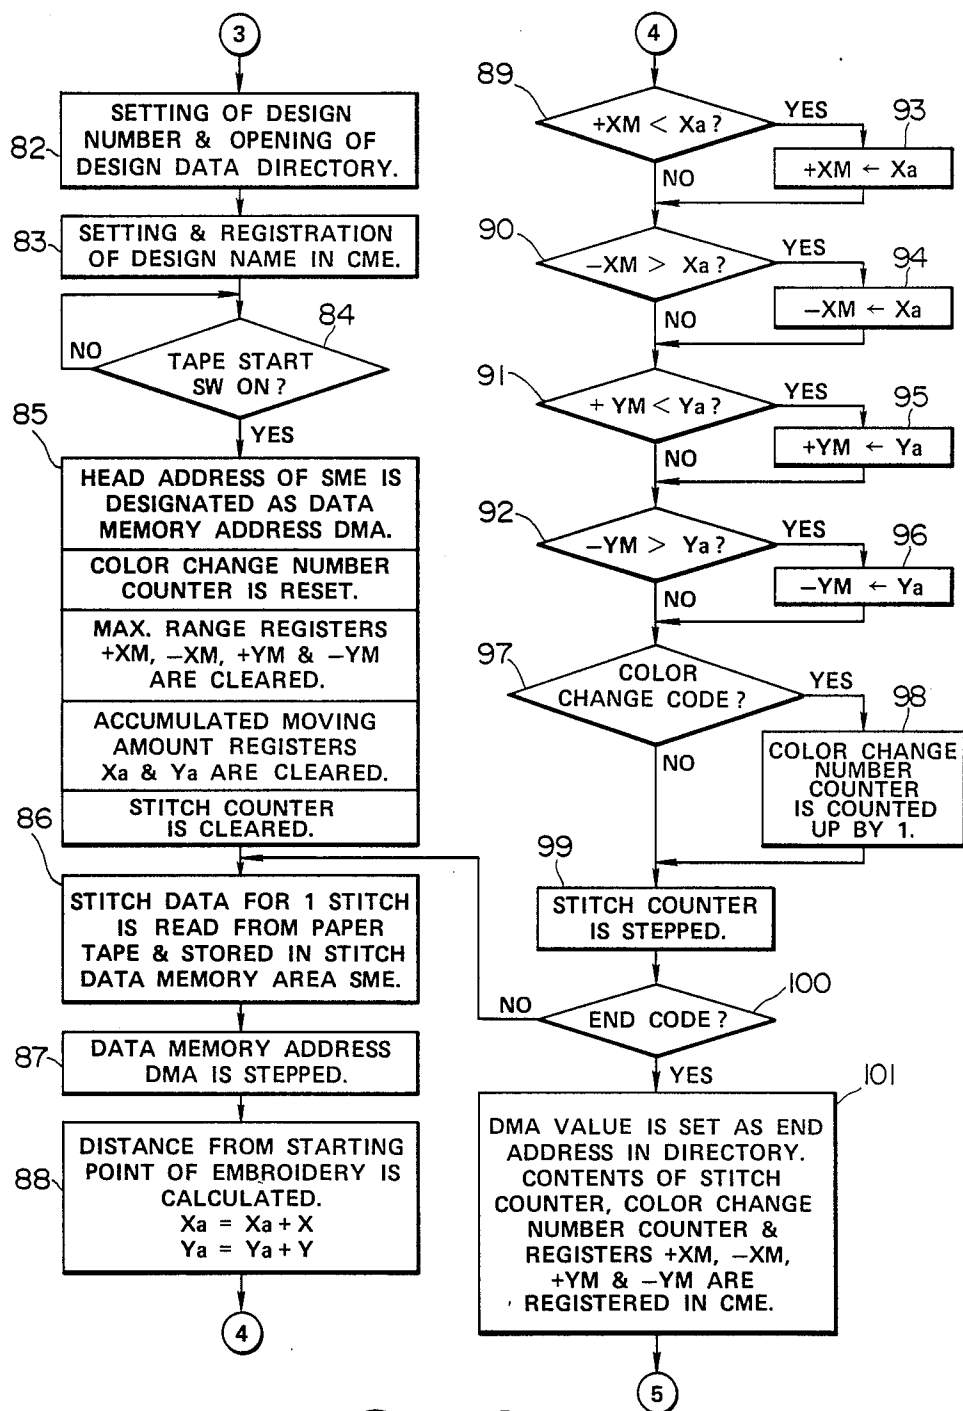 3
82
SETTING OF DESIGN
NUMBER & OPENING OF
DESIGN DATA DIRECTORY.
83
SETTING & REGISTRATION
OF DESIGN NAME IN CME.
84
NO
TAPE START
SW ON ?
YES
85
HEAD ADDRESS OF SME IS
DESIGNATED AS DATA
MEMORY ADDRESS DMA.
COLOR CHANGE NUMBER
COUNTER IS RESET.
MAX. RANGE REGISTERS
+XM, −XM, +YM & −YM
ARE CLEARED.
ACCUMULATED MOVING
AMOUNT REGISTERS
Xa & Ya ARE CLEARED.
STITCH COUNTER
IS CLEARED.
86
STITCH DATA FOR 1 STITCH
IS READ FROM PAPER
TAPE & STORED IN STITCH
DATA MEMORY AREA SME.
87
DATA MEMORY ADDRESS
DMA IS STEPPED.
88
DISTANCE FROM STARTING
POINT OF EMBROIDERY IS
CALCULATED.
Xa = Xa + X
Ya = Ya + Y
4
4
89
+XM < Xa ?
YES
93
+XM ← Xa
NO
90
−XM > Xa ?
YES
94
−XM ← Xa
NO
91
+ YM < Ya ?
YES
95
+YM ← Ya
NO
92
−YM > Ya ?
YES
96
−YM ← Ya
NO
97
COLOR
CHANGE CODE ?
YES
98
COLOR CHANGE
NUMBER
COUNTER
IS COUNTED
UP BY 1.
NO
99
STITCH COUNTER
IS STEPPED.
100
NO
END CODE ?
YES
101
DMA VALUE IS SET AS END
ADDRESS IN DIRECTORY.
CONTENTS OF STITCH
COUNTER, COLOR CHANGE
NUMBER COUNTER &
REGISTERS +XM, −XM,
+YM & −YM ARE
REGISTERED IN CME.
5